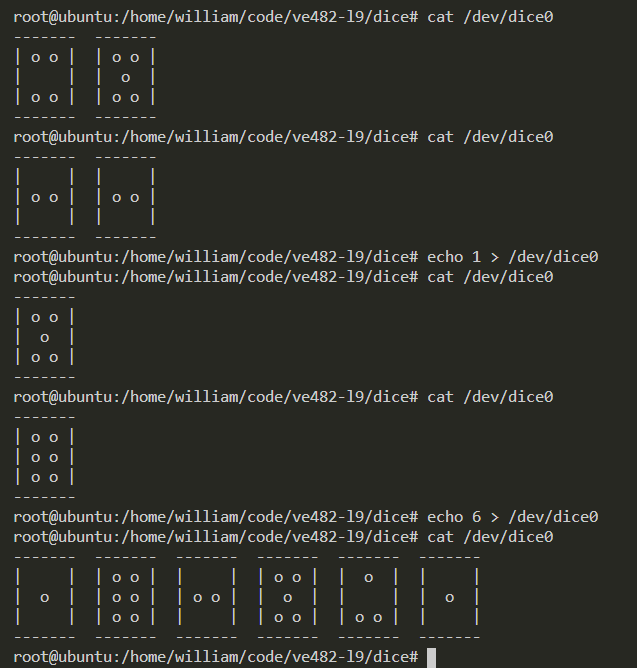 root@ubuntu:/home/william/code/ve482-l9/dice# cat /dev/dice0
-------  -------
| o o |  | o o |
|     |  |  o  |
| o o |  | o o |
-------  -------
root@ubuntu:/home/william/code/ve482-l9/dice# cat /dev/dice0
-------  -------
|     |  |     |
| o o |  | o o |
|     |  |     |
-------  -------
root@ubuntu:/home/william/code/ve482-l9/dice# echo 1 > /dev/dice0
root@ubuntu:/home/william/code/ve482-l9/dice# cat /dev/dice0
-------
| o o |
|  o  |
| o o |
-------
root@ubuntu:/home/william/code/ve482-l9/dice# cat /dev/dice0
-------
| o o |
| o o |
| o o |
-------
root@ubuntu:/home/william/code/ve482-l9/dice# echo 6 > /dev/dice0
root@ubuntu:/home/william/code/ve482-l9/dice# cat /dev/dice0
-------  -------  -------  -------  -------  -------
|     |  | o o |  |     |  | o o |  |  o  |  |     |
|  o  |  | o o |  | o o |  |  o  |  |     |  |  o  |
|     |  | o o |  |     |  | o o |  | o o |  |     |
-------  -------  -------  -------  -------  -------
root@ubuntu:/home/william/code/ve482-l9/dice#